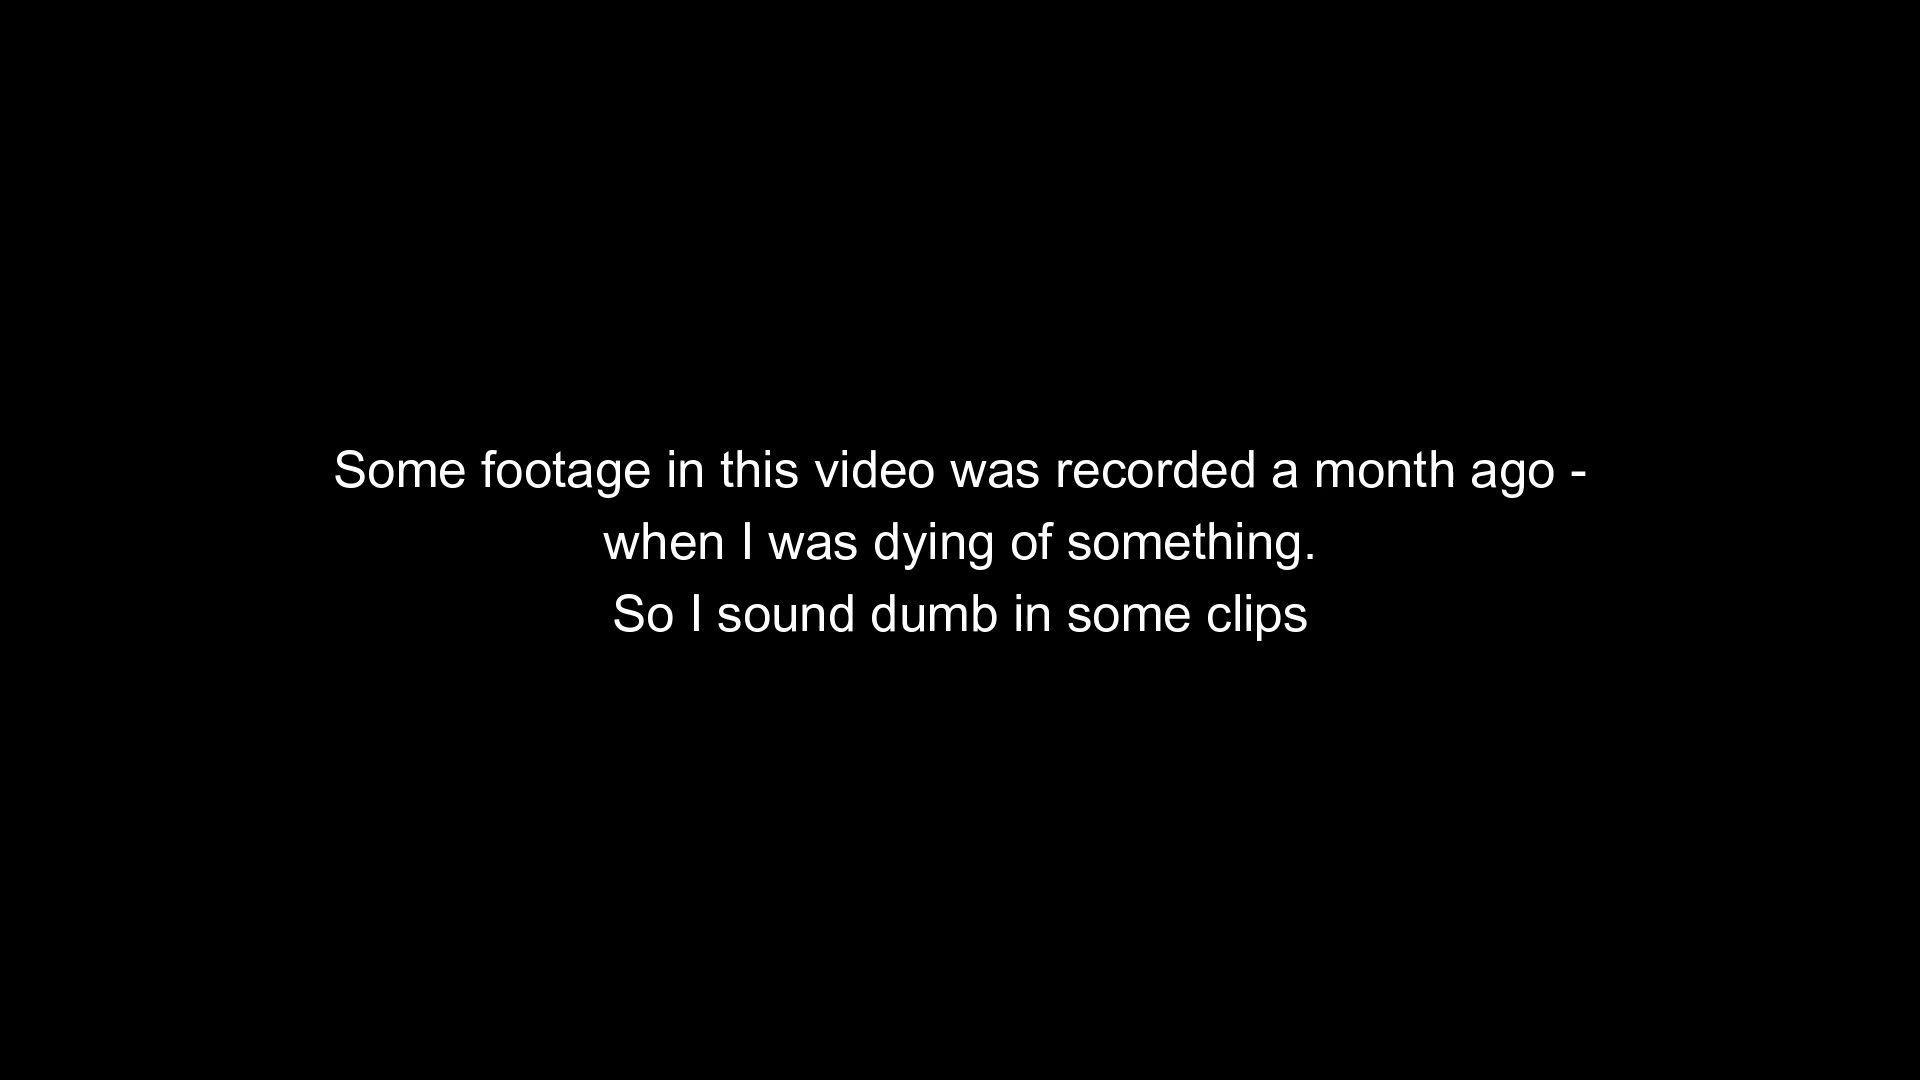 Some footage in this video was recorded a month ago -
when I was dying of something.
So I sound dumb in some clips